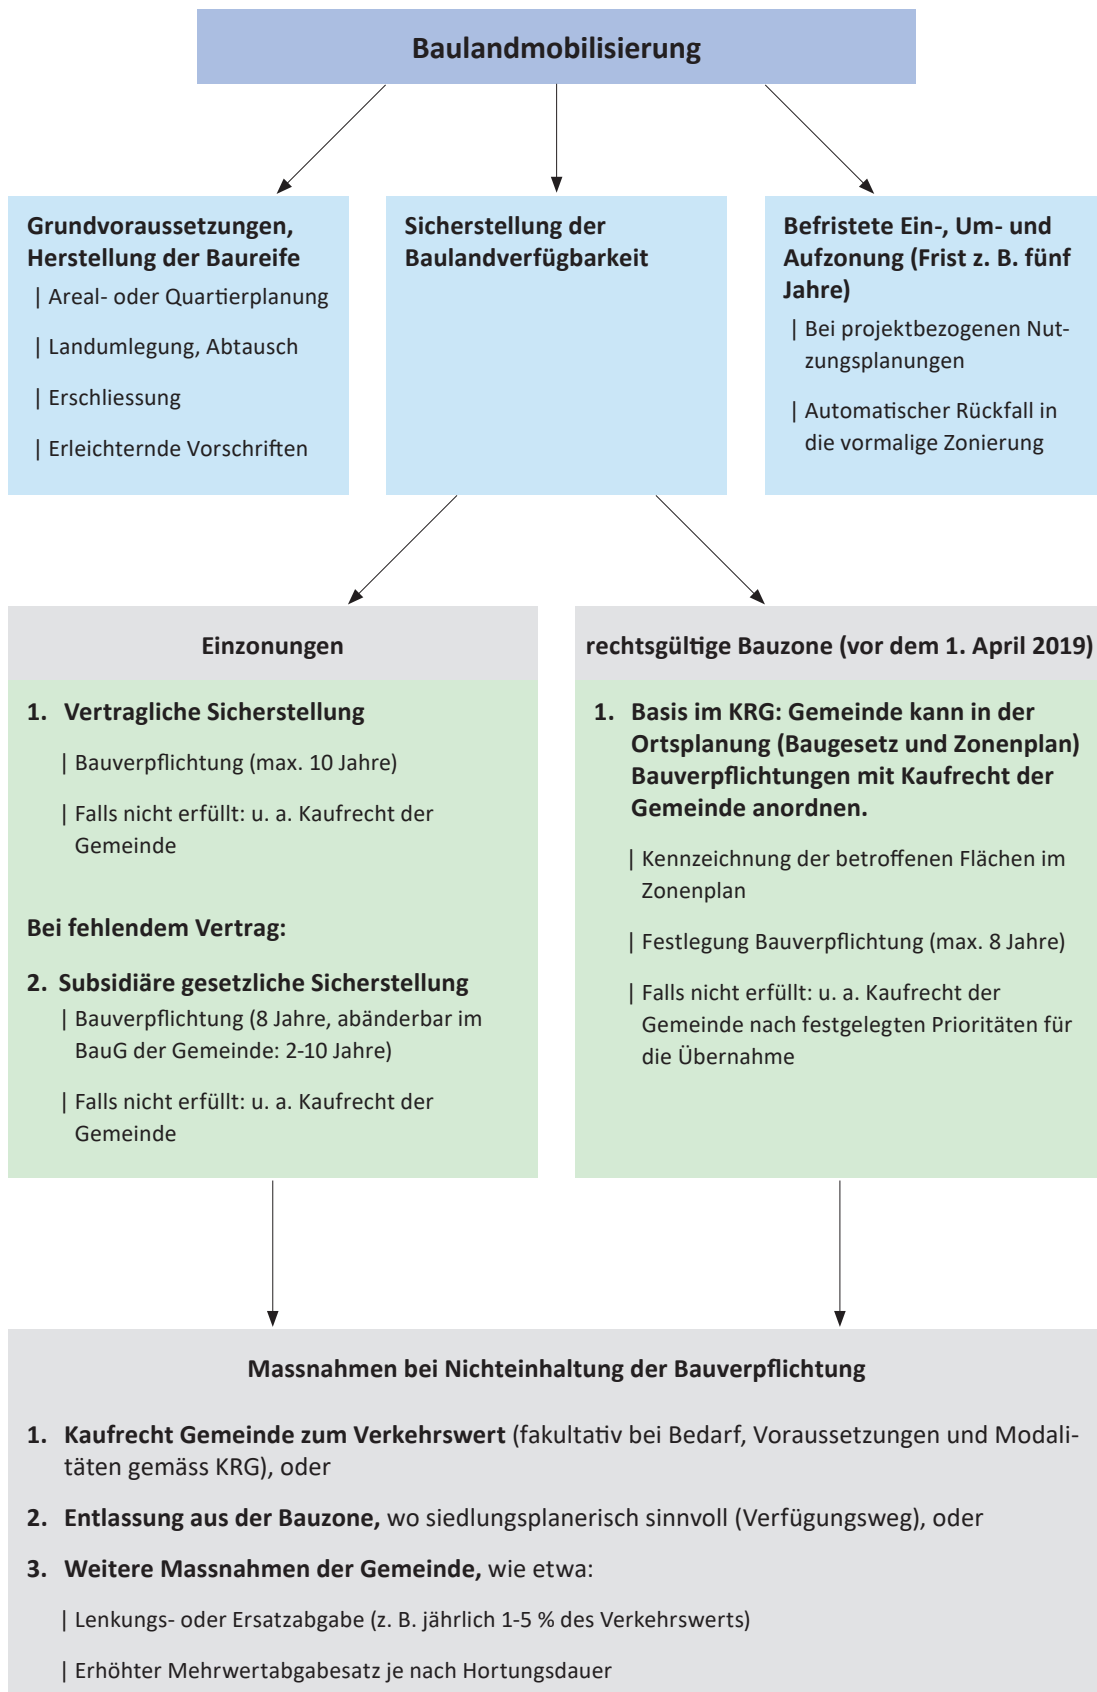 Baulandmobilisierung
Grundvoraussetzungen,
Herstellung der Baureife
| Areal- oder Quartierplanung
| Landumlegung, Abtausch
| Erschliessung
| Erleichternde Vorschriften
Sicherstellung der
Baulandverfügbarkeit
Befristete Ein-, Um- und
Aufzonung (Frist z. B. fünf
Jahre)
| Bei projektbezogenen Nut-
zungsplanungen
| Automatischer Rückfall in
die vormalige Zonierung
Einzonungen
1. Vertragliche Sicherstellung
| Bauverpflichtung (max. 10 Jahre)
| Falls nicht erfüllt: u. a. Kaufrecht der
Gemeinde
Bei fehlendem Vertrag:
2. Subsidiäre gesetzliche Sicherstellung
| Bauverpflichtung (8 Jahre, abänderbar im
BauG der Gemeinde: 2-10 Jahre)
| Falls nicht erfüllt: u. a. Kaufrecht der
Gemeinde
rechtsgültige Bauzone (vor dem 1. April 2019)
1. Basis im KRG: Gemeinde kann in der
Ortsplanung (Baugesetz und Zonenplan)
Bauverpflichtungen mit Kaufrecht der
Gemeinde anordnen.
| Kennzeichnung der betroffenen Flächen im
Zonenplan
| Festlegung Bauverpflichtung (max. 8 Jahre)
| Falls nicht erfüllt: u. a. Kaufrecht der
Gemeinde nach festgelegten Prioritäten für
die Übernahme
Massnahmen bei Nichteinhaltung der Bauverpflichtung
1. Kaufrecht Gemeinde zum Verkehrswert (fakultativ bei Bedarf, Voraussetzungen und Modali-
täten gemäss KRG), oder
2. Entlassung aus der Bauzone, wo siedlungsplanerisch sinnvoll (Verfügungsweg), oder
3. Weitere Massnahmen der Gemeinde, wie etwa:
| Lenkungs- oder Ersatzabgabe (z. B. jährlich 1-5 % des Verkehrswerts)
| Erhöhter Mehrwertabgabesatz je nach Hortungsdauer